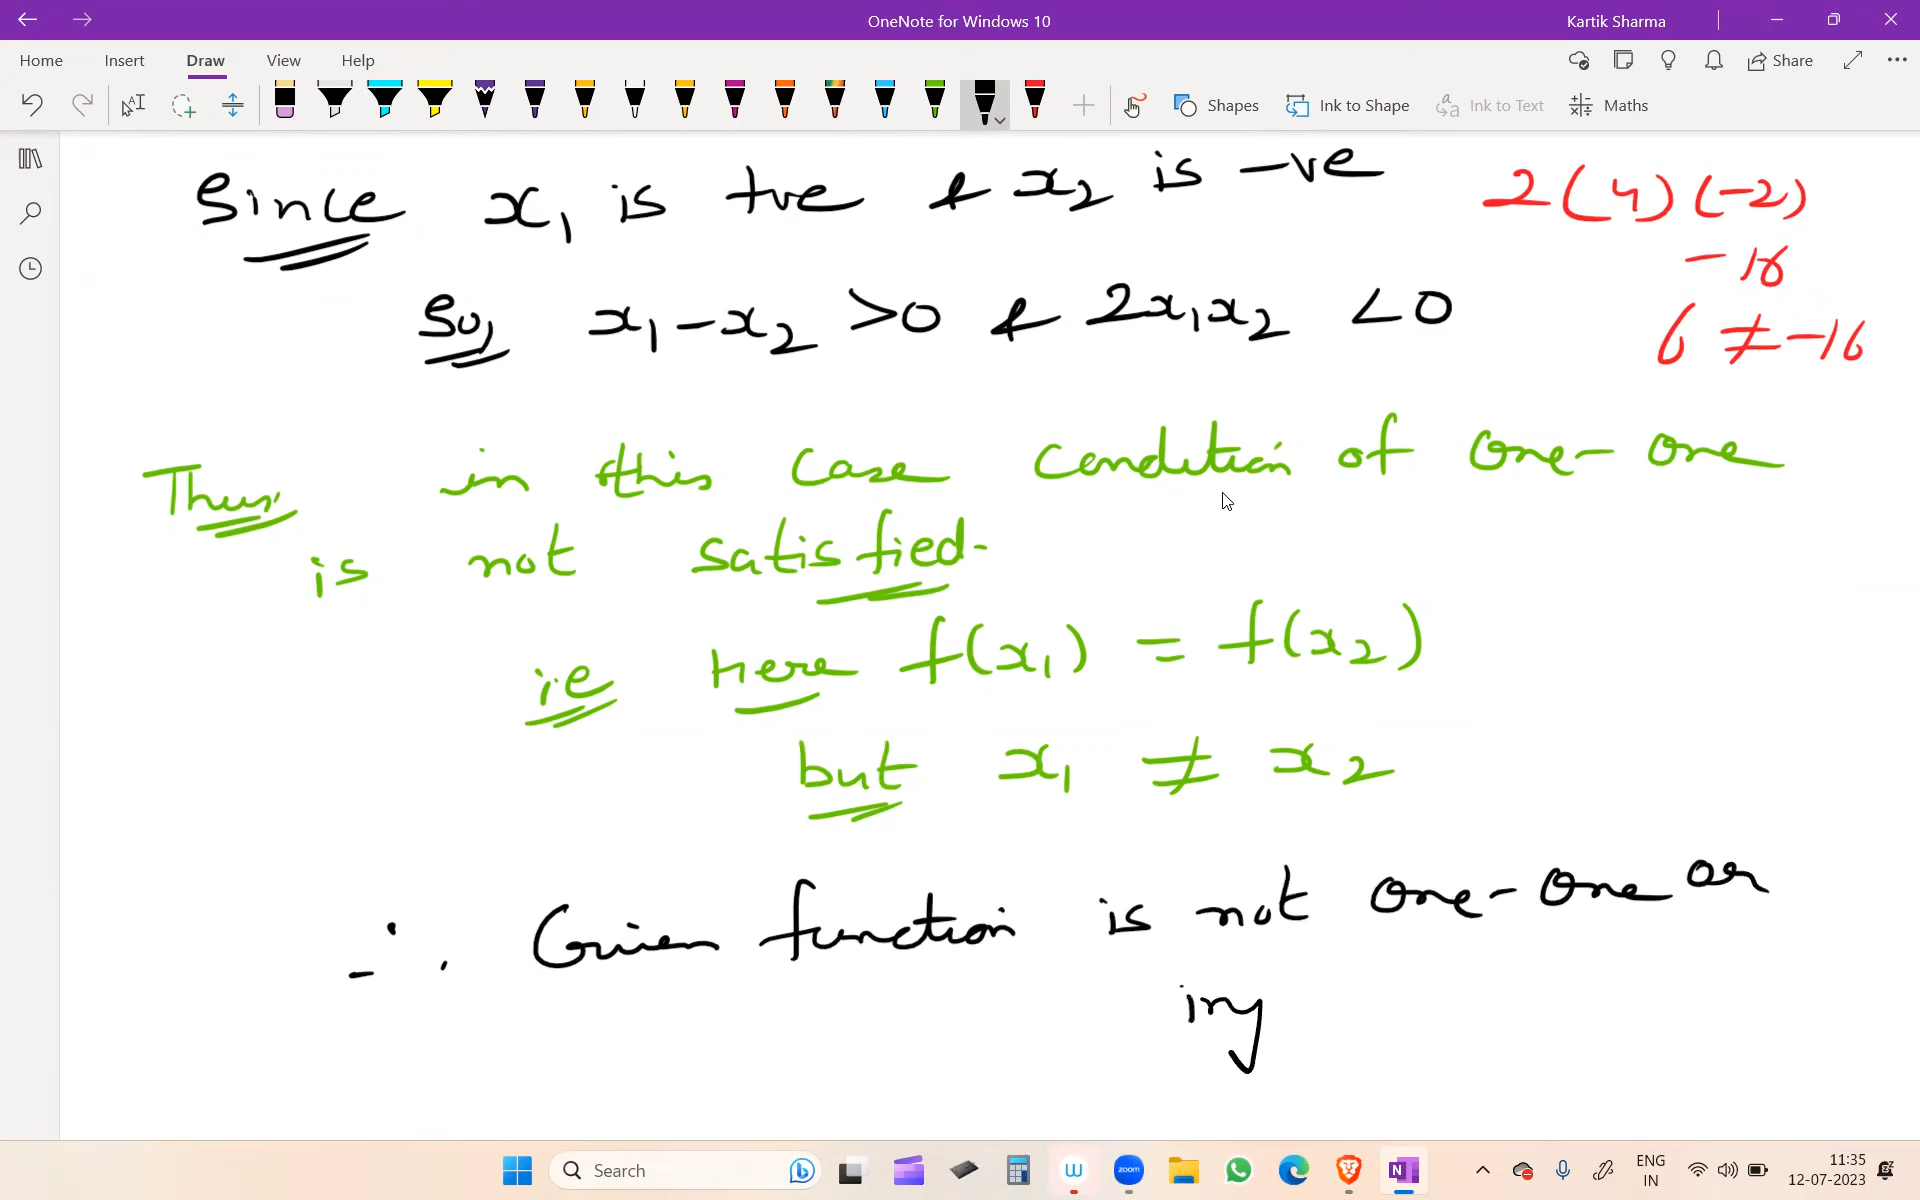 OneNote for Windows 10
Kartik Sharma
Home Insert Draw View Help
Share
Shapes Ink to Shape Ink to Text Maths
Since x₁ is +ve & x₂ is -ve
2(4)(-2)
-16
So, x₁-x₂ >0 & 2x₁x₂ <0
6 ≠ -16
Thus, in this case condition of one-one
is not satisfied.
ie here f(x₁) = f(x₂)
but x₁ ≠ x₂
∴ Given function is not one-one or
inj
Search
zoom
ENG
IN
11:35
12-07-2023